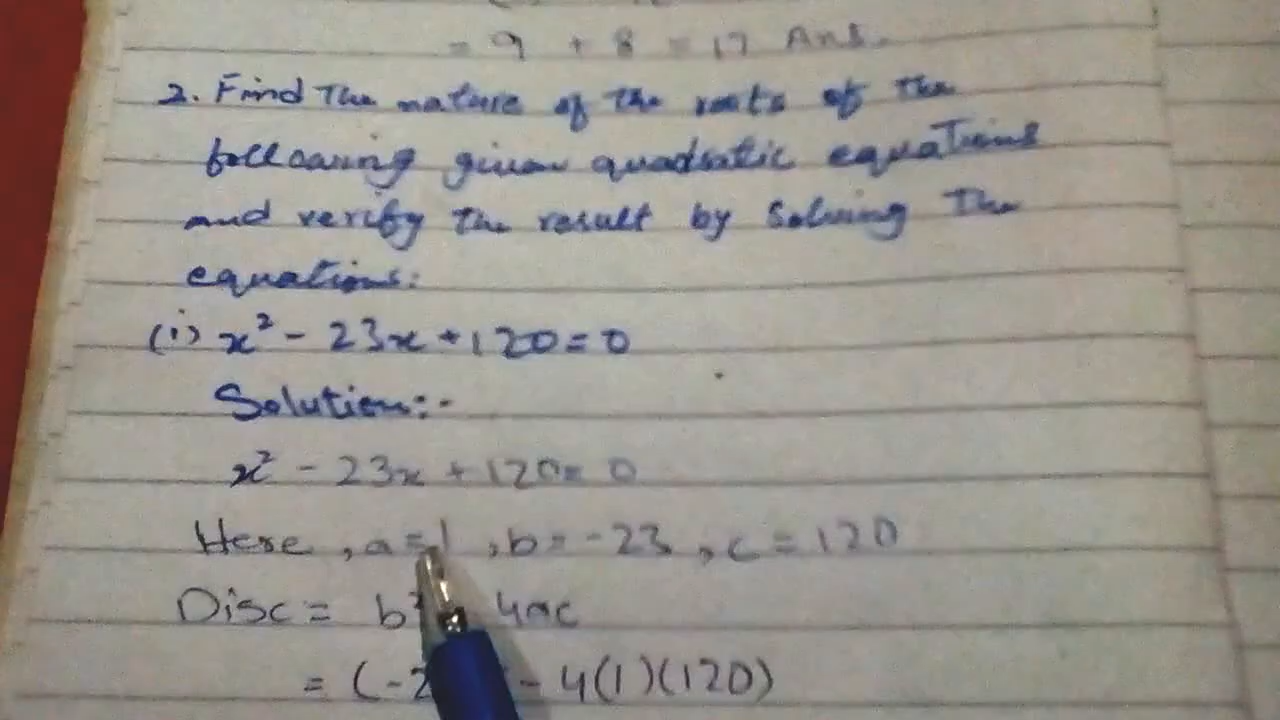 = 9 + 8 = 17 Ans.
2. Find The nature of the roots of the
following given quadratic equations
and verify the result by solving The
equations:
(i) x² - 23x + 120 = 0
Solution:-
x² - 23x + 120 = 0
Here, a = 1, b = -23, c = 120
Disc = b² 4ac
= (-2 - 4(1)(120)